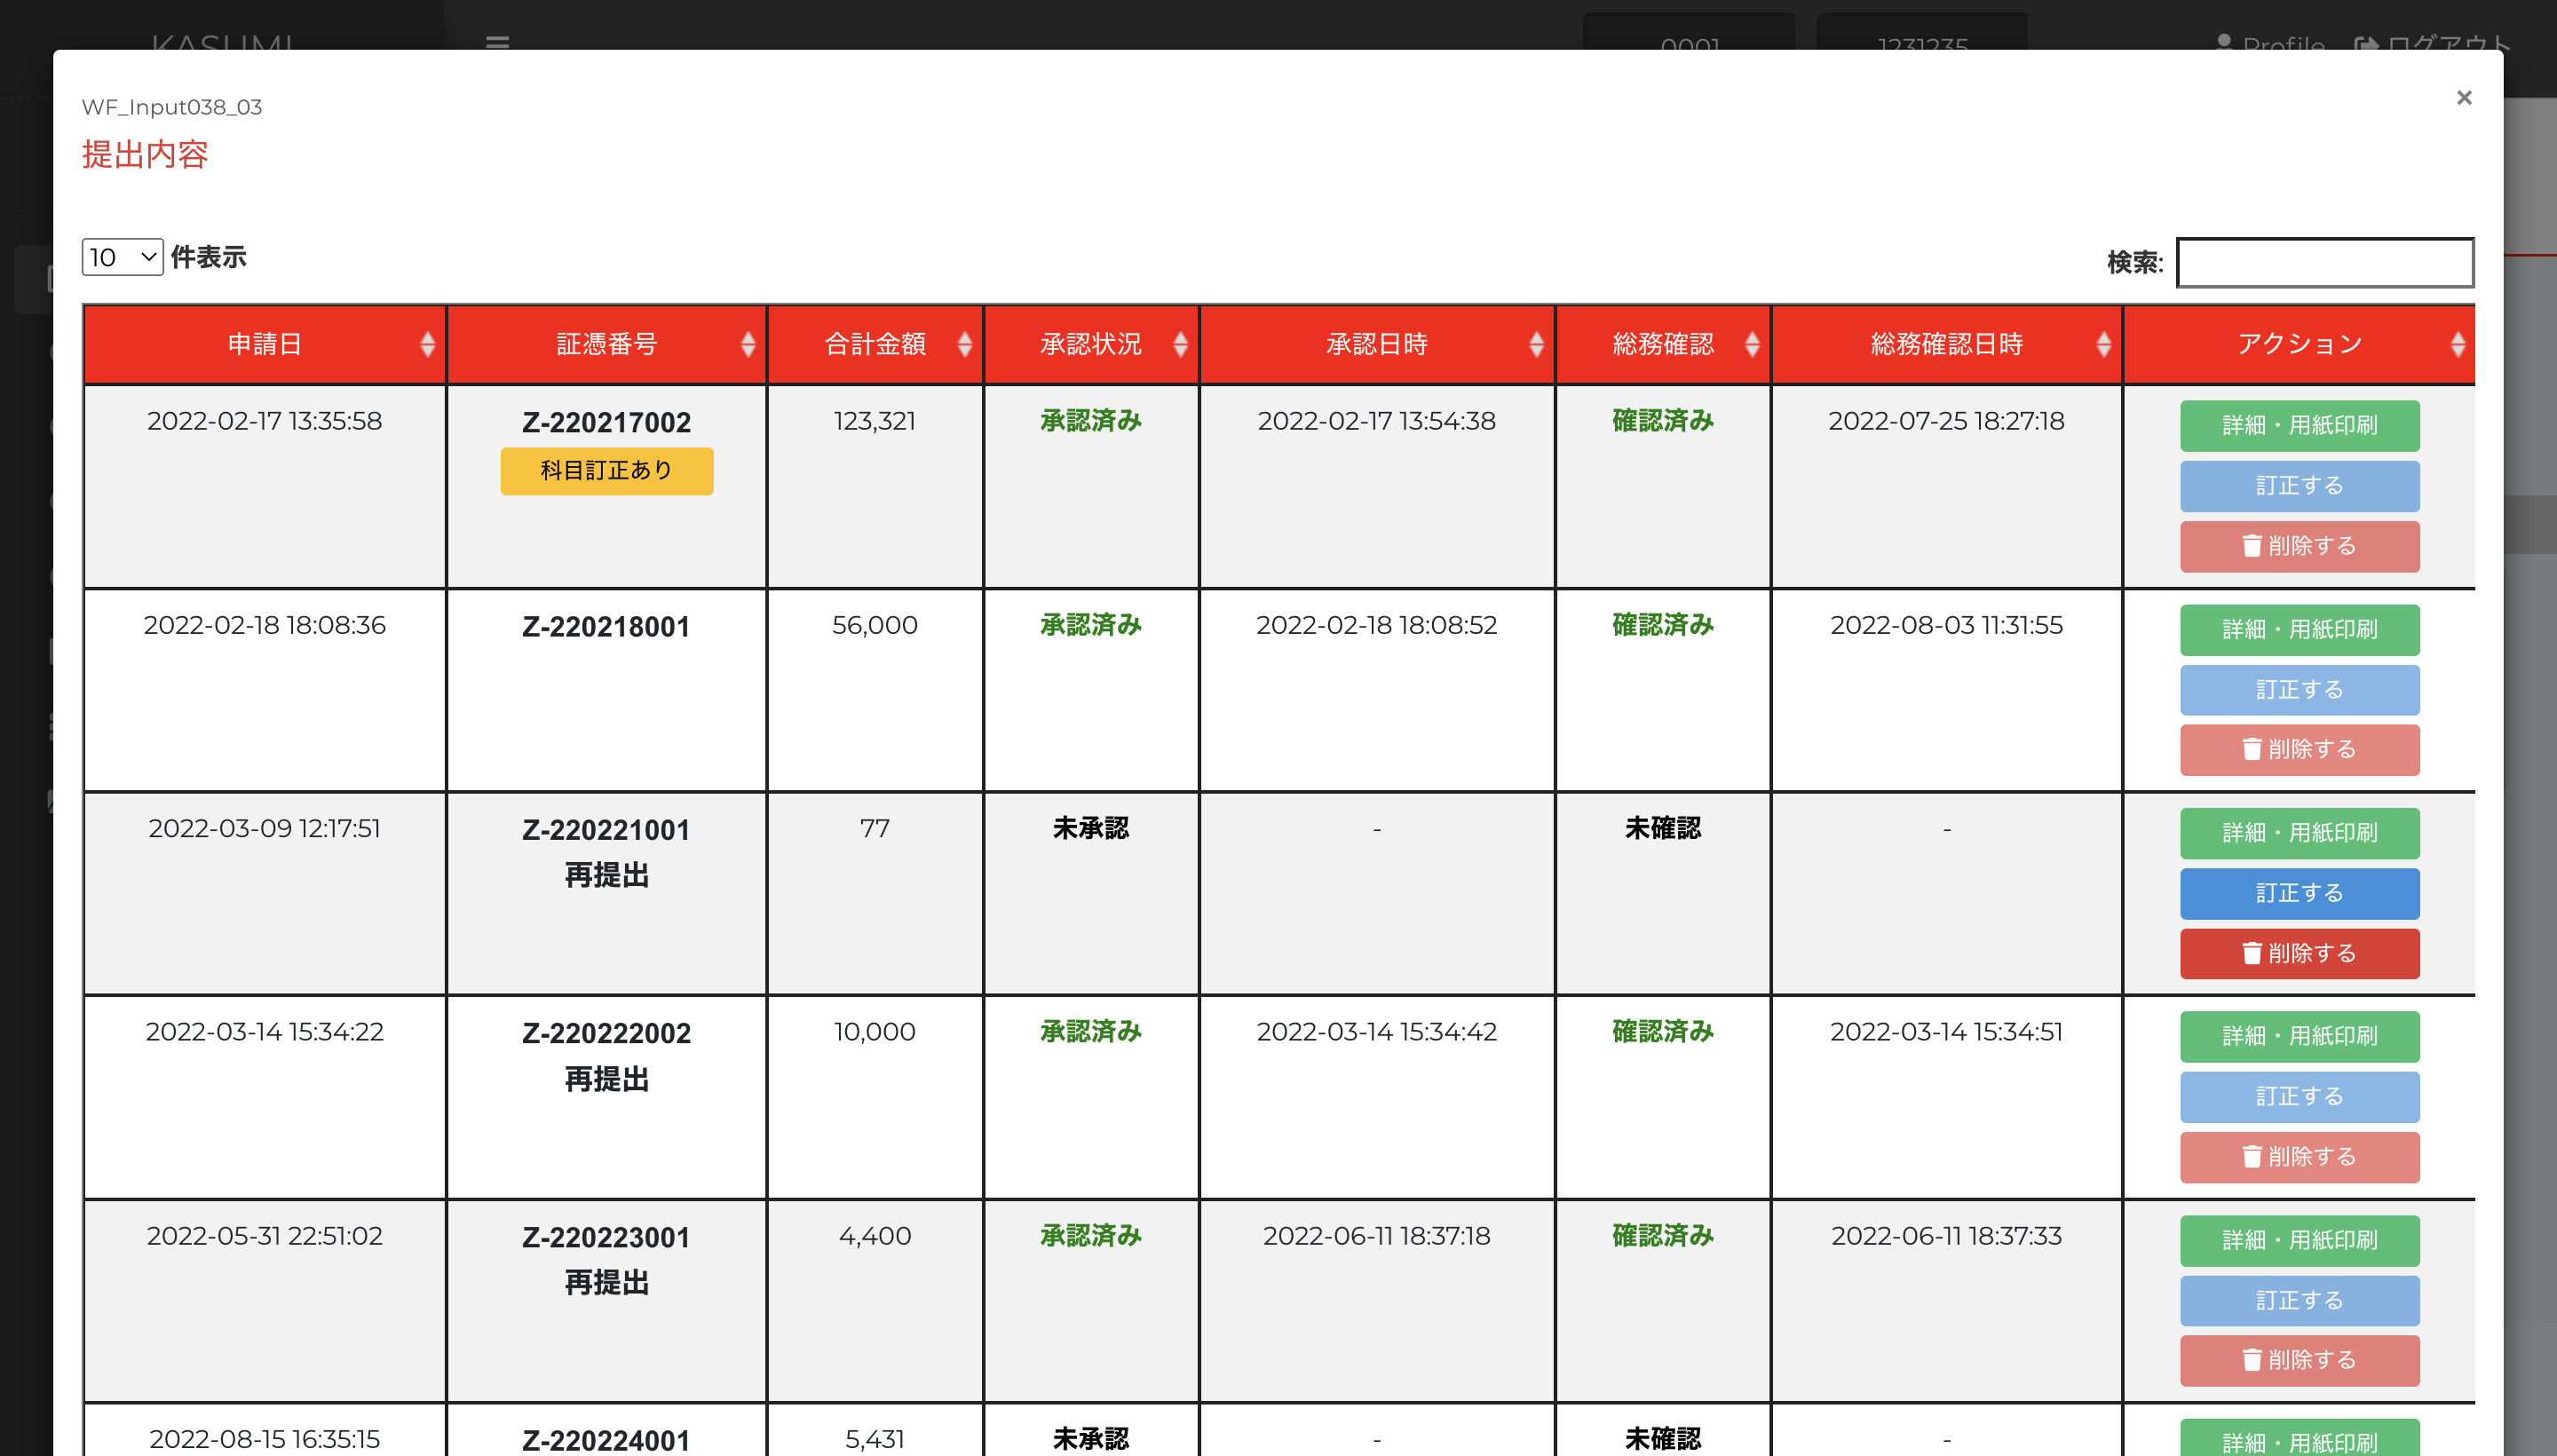 KASUMI
0001
1231235
Profile
ログアウト
WF_Input038_03
×
提出内容
10 件表示
検索:
申請日 証憑番号 合計金額 承認状況 承認日時 総務確認 総務確認日時 アクション
2022-02-17 13:35:58 Z-220217002 123,321 承認済み 2022-02-17 13:54:38 確認済み 2022-07-25 18:27:18 詳細・用紙印刷
科目訂正あり
訂正する
削除する
2022-02-18 18:08:36 Z-220218001 56,000 承認済み 2022-02-18 18:08:52 確認済み 2022-08-03 11:31:55 詳細・用紙印刷
訂正する
削除する
2022-03-09 12:17:51 Z-220221001 77 未承認 - 未確認 - 詳細・用紙印刷
再提出
訂正する
削除する
2022-03-14 15:34:22 Z-220222002 10,000 承認済み 2022-03-14 15:34:42 確認済み 2022-03-14 15:34:51 詳細・用紙印刷
再提出
訂正する
削除する
2022-05-31 22:51:02 Z-220223001 4,400 承認済み 2022-06-11 18:37:18 確認済み 2022-06-11 18:37:33 詳細・用紙印刷
再提出
訂正する
削除する
2022-08-15 16:35:15 Z-220224001 5,431 未承認 - 未確認 - 詳細・用紙印刷